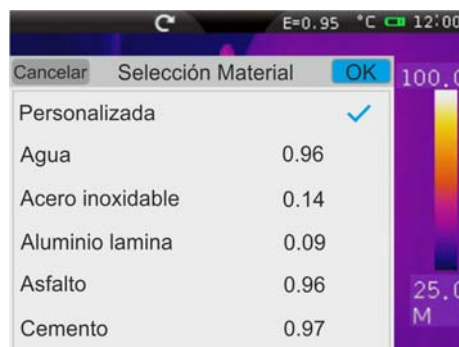 E=0.95 °C 12:00
Cancelar Selección Material OK
100.0
Personalizada
Agua 0.96
Acero inoxidable 0.14
Aluminio lamina 0.09
Asfalto 0.96
25.0
Cemento 0.97
M